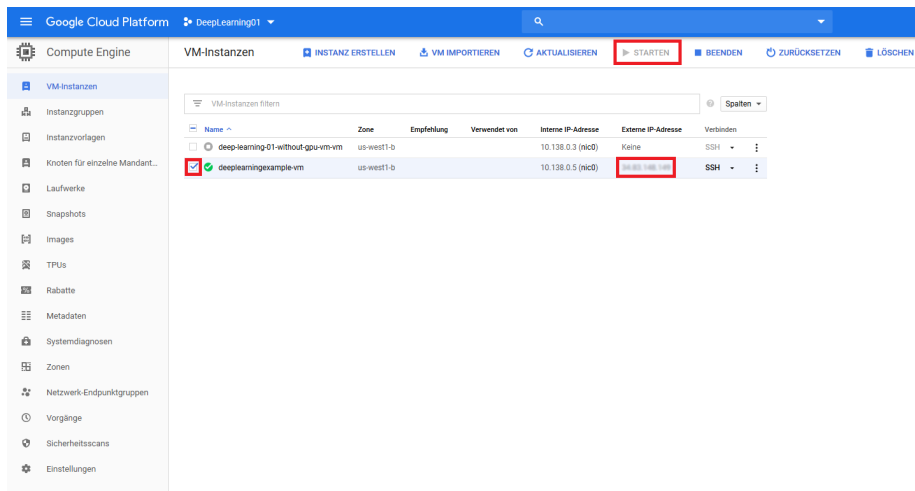 Google Cloud Platform DeepLearning01
Compute Engine
VM-Instanzen INSTANZ ERSTELLEN VM IMPORTIEREN AKTUALISIEREN STARTEN BEENDEN ZURÜCKSETZEN LÖSCHEN
VM-Instanzen
Instanzgruppen
Instanzvorlagen
Knoten für einzelne Mandant...
Laufwerke
Snapshots
Images
TPUs
Rabatte
Metadaten
Systemdiagnosen
Zonen
Netzwerk-Endpunktgruppen
Vorgänge
Sicherheitsscans
Einstellungen
VM-Instanzen filtern Spalten
Name Zone Empfehlung Verwendet von Interne IP-Adresse Externe IP-Adresse Verbinden
deep-learning-01-without-gpu-vm-vm us-west1-b 10.138.0.3 (nic0) Keine SSH
deeplearningexample-vm us-west1-b 10.138.0.5 (nic0) SSH